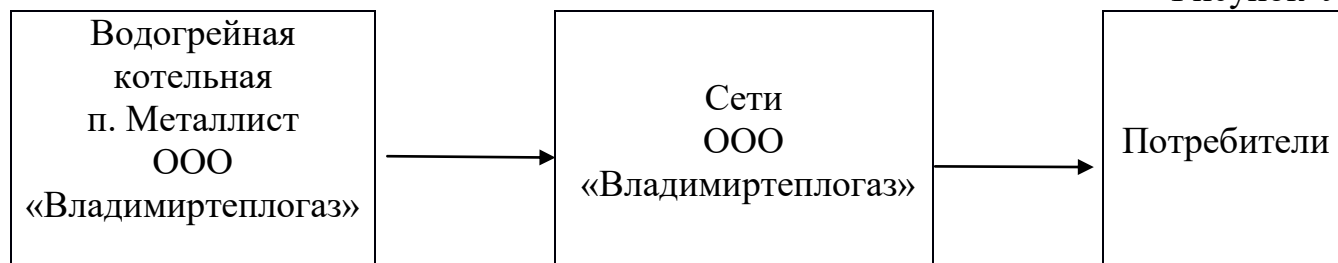 Водогрейная
котельная
п. Металлист
ООО
«Владимиртеплогаз»
Сети
ООО
«Владимиртеплогаз»
Потребители